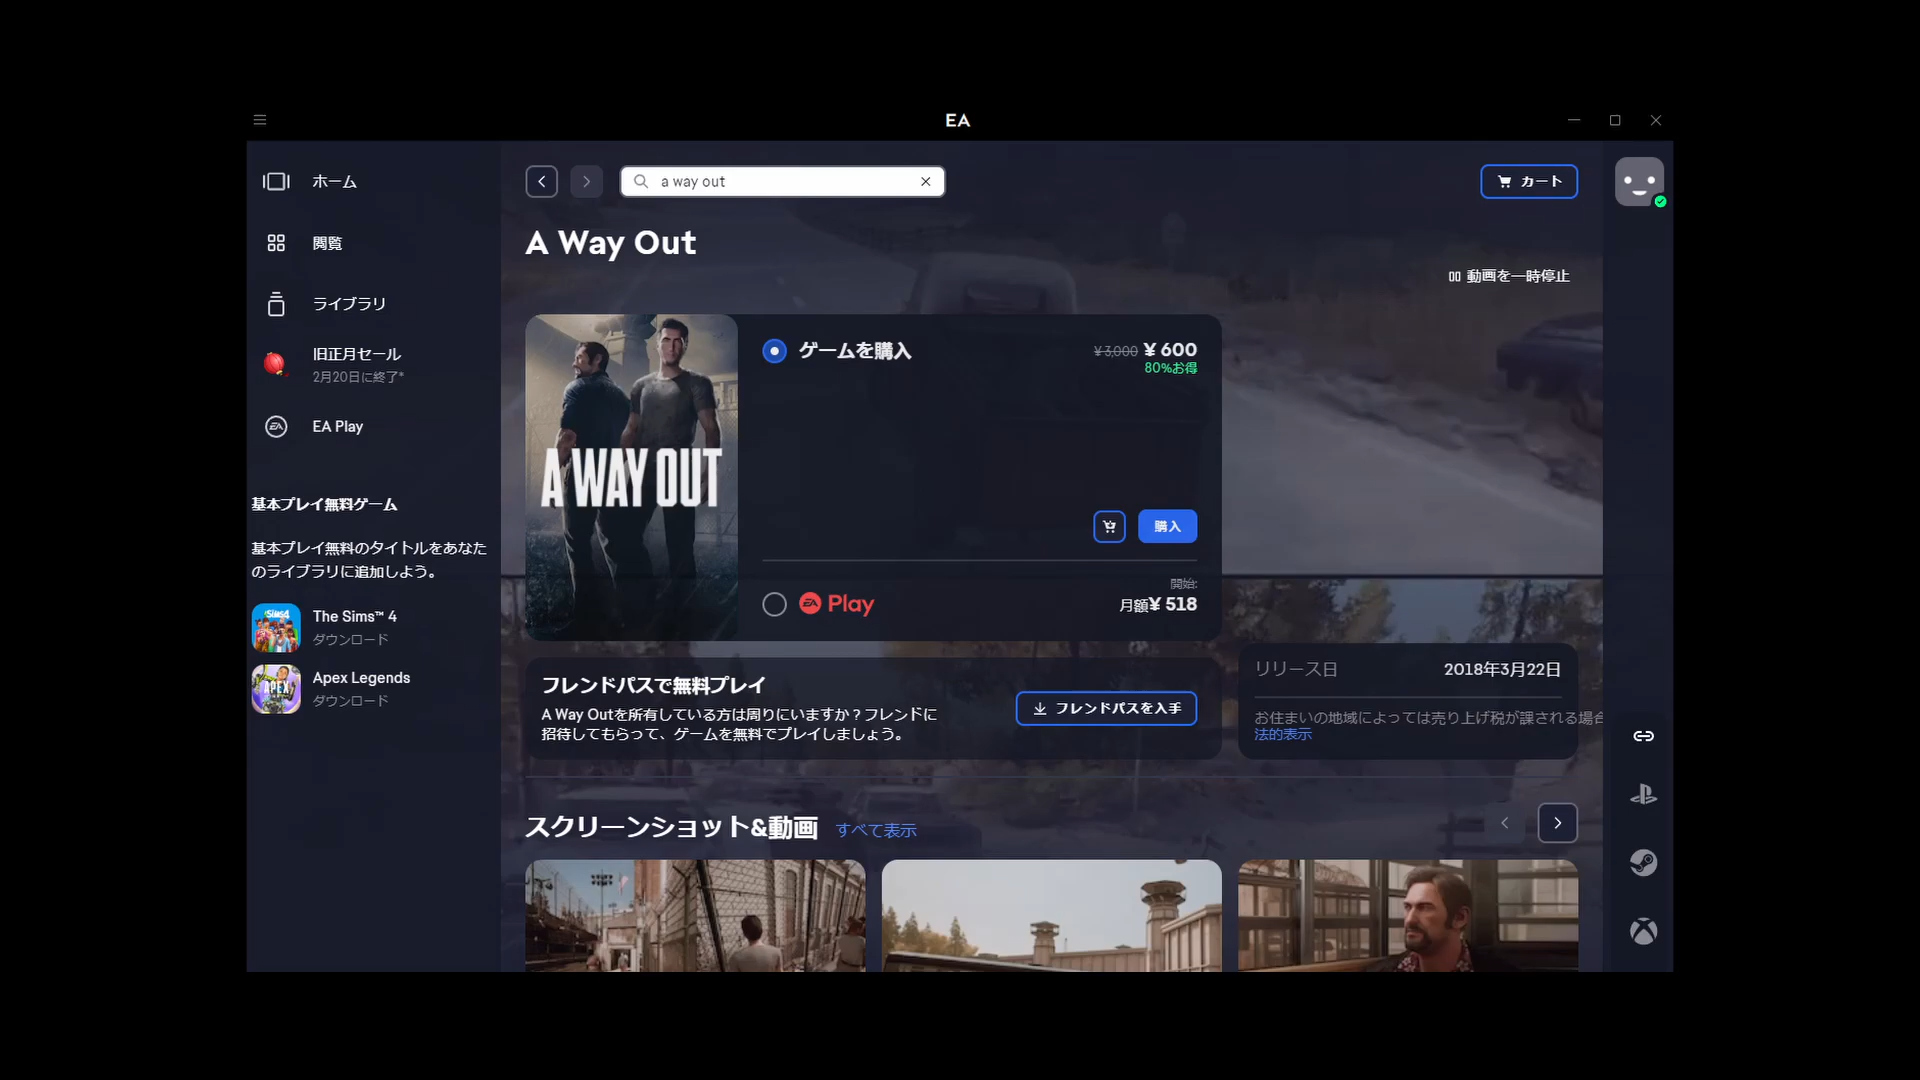 EA
ホーム
閲覧
ライブラリ
旧正月セール
2月20日に終了*
EA Play
基本プレイ無料ゲーム
基本プレイ無料のタイトルをあなた
のライブラリに追加しよう。
The Sims™ 4
ダウンロード
Apex Legends
ダウンロード
a way out
カート
A Way Out
動画を一時停止
A WAY OUT
ゲームを購入
¥3,000 ¥ 600
80%お得
購入
EA Play
開始:
月額¥ 518
フレンドパスで無料プレイ
A Way Outを所有している方は周りにいますか？フレンドに
招待してもらって、ゲームを無料でプレイしましょう。
フレンドパスを入手
リリース日 2018年3月22日
お住まいの地域によっては売り上げ税が課される場合
法的表示
スクリーンショット&動画 すべて表示